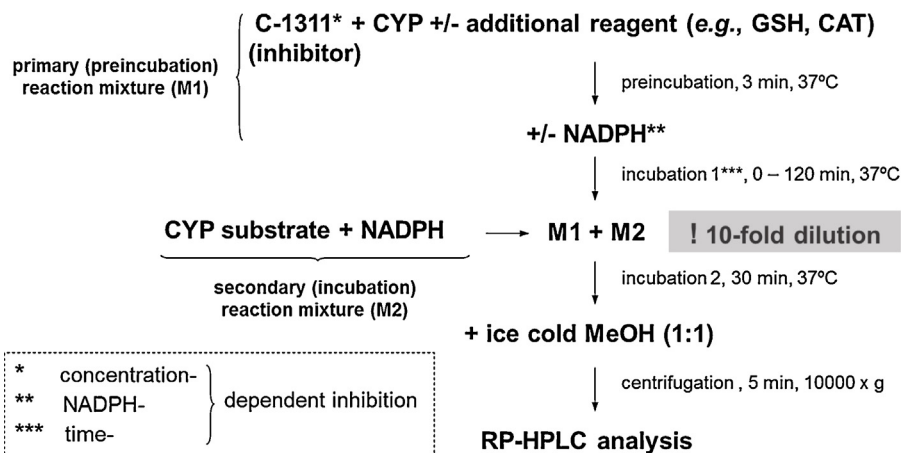 C-1311* + CYP +/- additional reagent (e.g., GSH, CAT)
(inhibitor)
primary (preincubation)
reaction mixture (M1)
preincubation, 3 min, 37ºC
+/- NADPH**
incubation 1***, 0 – 120 min, 37ºC
CYP substrate + NADPH
M1 + M2
! 10-fold dilution
secondary (incubation)
reaction mixture (M2)
incubation 2, 30 min, 37ºC
+ ice cold MeOH (1:1)
centrifugation , 5 min, 10000 x g
RP-HPLC analysis
* concentration-
** NADPH-
*** time-
dependent inhibition